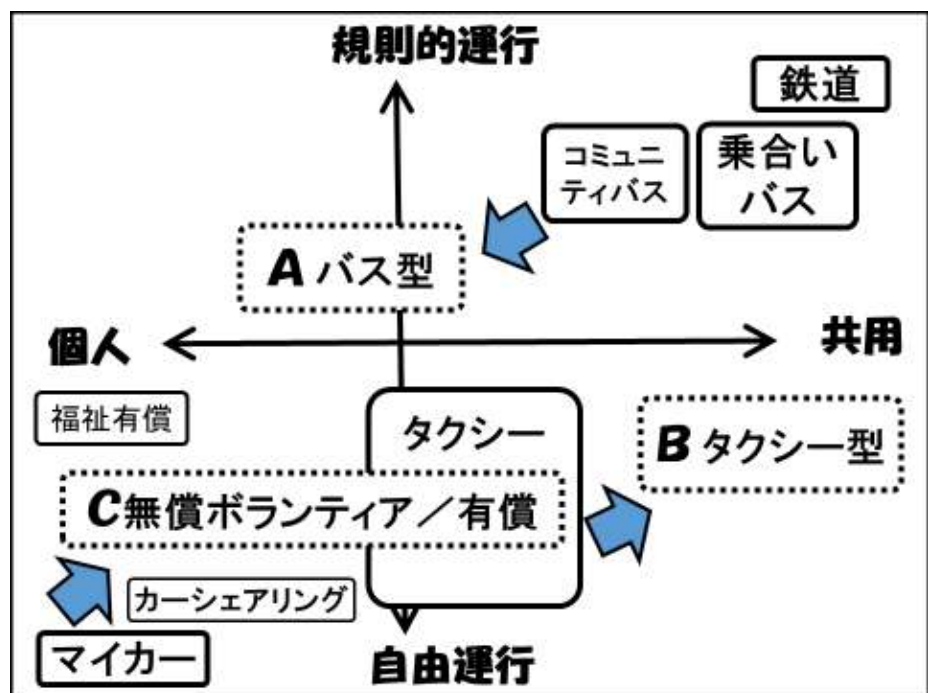 規則的運行
鉄道
コミュニ
ティバス
乗合い
バス
A バス型
個人
共用
福祉有償
タクシー
B タクシー型
C無償ボランティア／有償
カーシェアリング
マイカー
自由運行